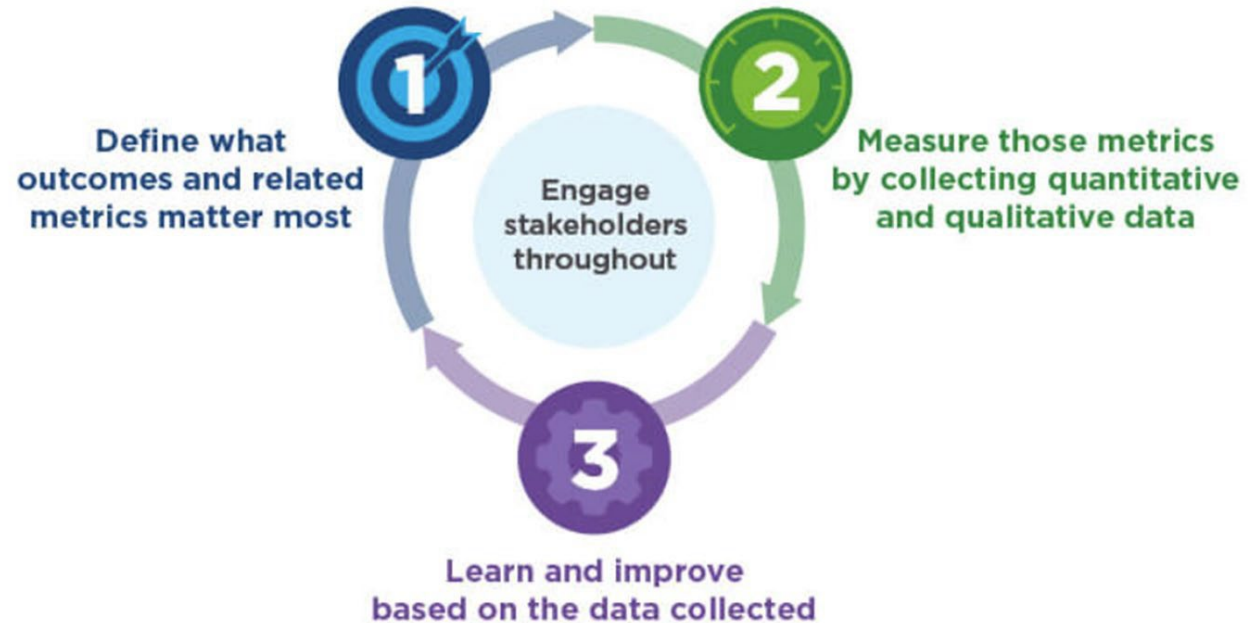 1
Define what
outcomes and related
metrics matter most
2
Measure those metrics
by collecting quantitative
and qualitative data
Engage
stakeholders
throughout
3
Learn and improve
based on the data collected